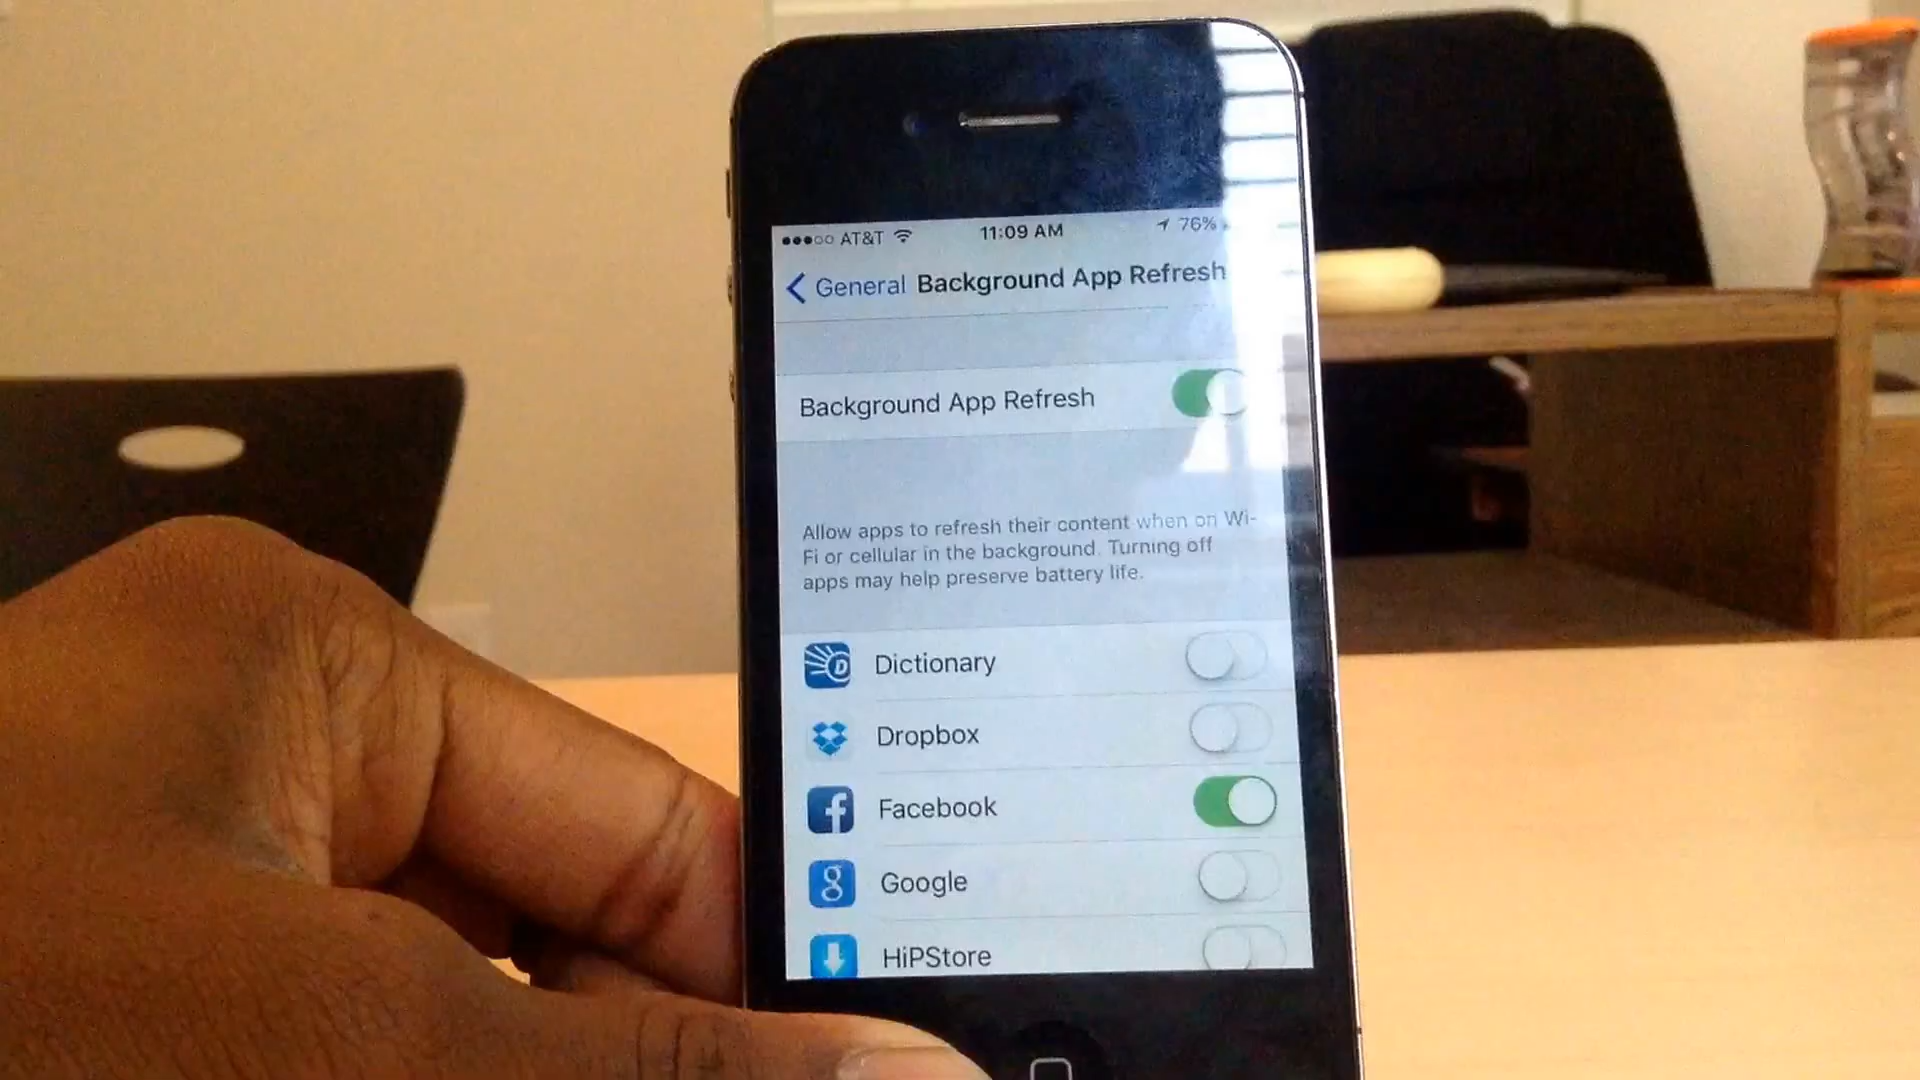 AT&T 11:09 AM 76%
General Background App Refresh
Background App Refresh
Allow apps to refresh their content when on Wi-
Fi or cellular in the background. Turning off
apps may help preserve battery life.
Dictionary
Dropbox
Facebook
Google
HiPStore